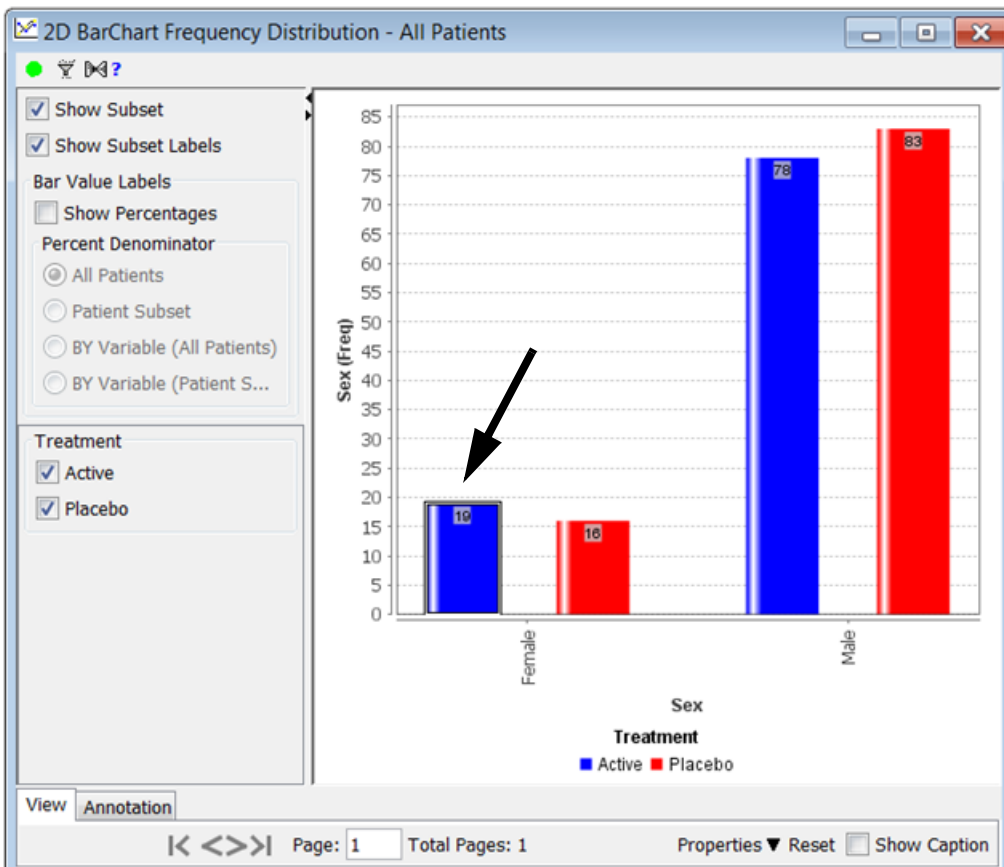 2D BarChart Frequency Distribution - All Patients
?
Show Subset
Show Subset Labels
Bar Value Labels
Show Percentages
Percent Denominator
All Patients
Patient Subset
BY Variable (All Patients)
BY Variable (Patient S...
Treatment
Active
Placebo
Sex (Freq)
85
80
75
70
65
60
55
50
45
40
35
30
25
20
15
10
5
0
19
16
78
83
Female
Male
Sex
Treatment
Active Placebo
View Annotation
Page: 1 Total Pages: 1 Properties ▼ Reset Show Caption